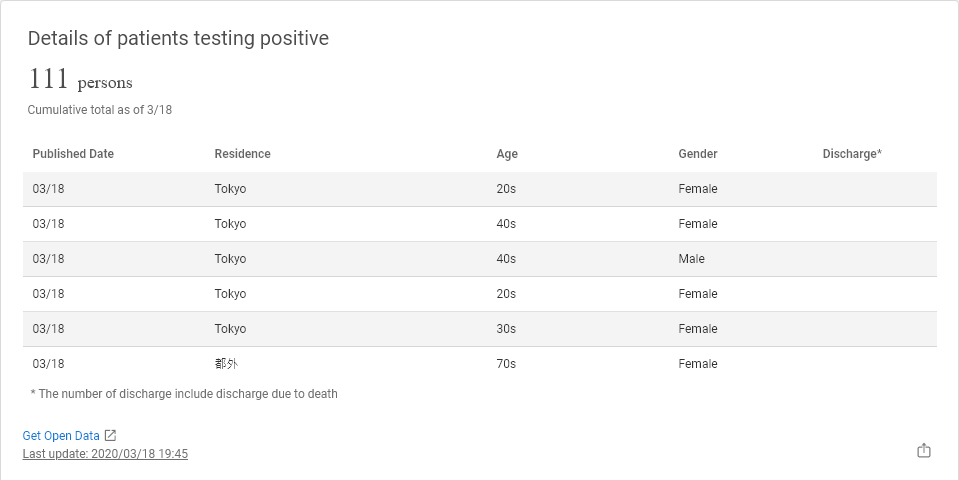 Details of patients testing positive
111 persons
Cumulative total as of 3/18
Published Date Residence Age Gender Discharge*
03/18 Tokyo 20s Female
03/18 Tokyo 40s Female
03/18 Tokyo 40s Male
03/18 Tokyo 20s Female
03/18 Tokyo 30s Female
03/18 都外 70s Female
* The number of discharge include discharge due to death
Get Open Data
Last update: 2020/03/18 19:45